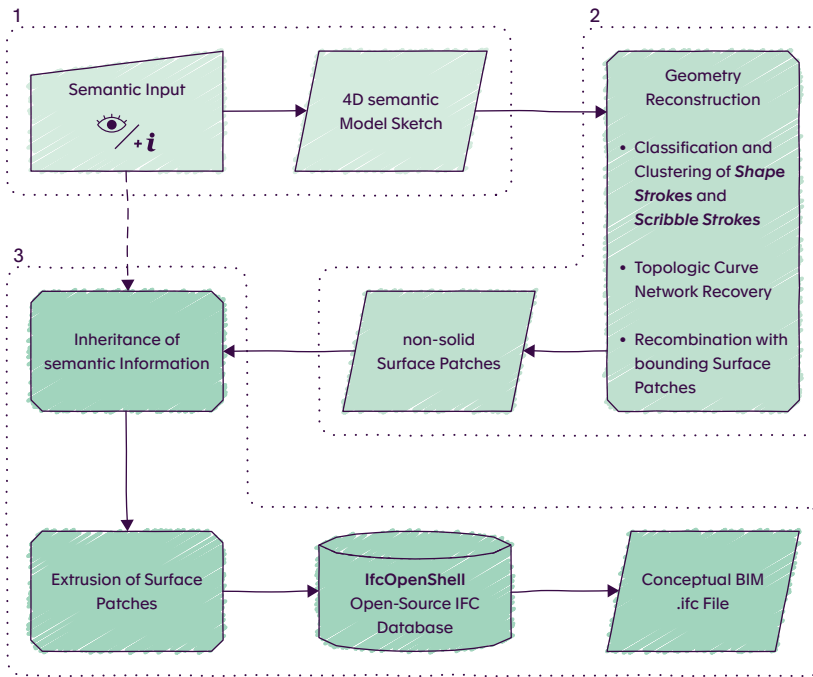 1
Semantic Input
+i
4D semantic
Model Sketch
2
Geometry
Reconstruction
• Classification and
Clustering of Shape
Strokes and
Scribble Strokes
• Topologic Curve
Network Recovery
• Recombination with
bounding Surface
Patches
non-solid
Surface Patches
3
Inheritance of
semantic Information
Extrusion of Surface
Patches
IfcOpenShell
Open-Source IFC
Database
Conceptual BIM
.ifc File